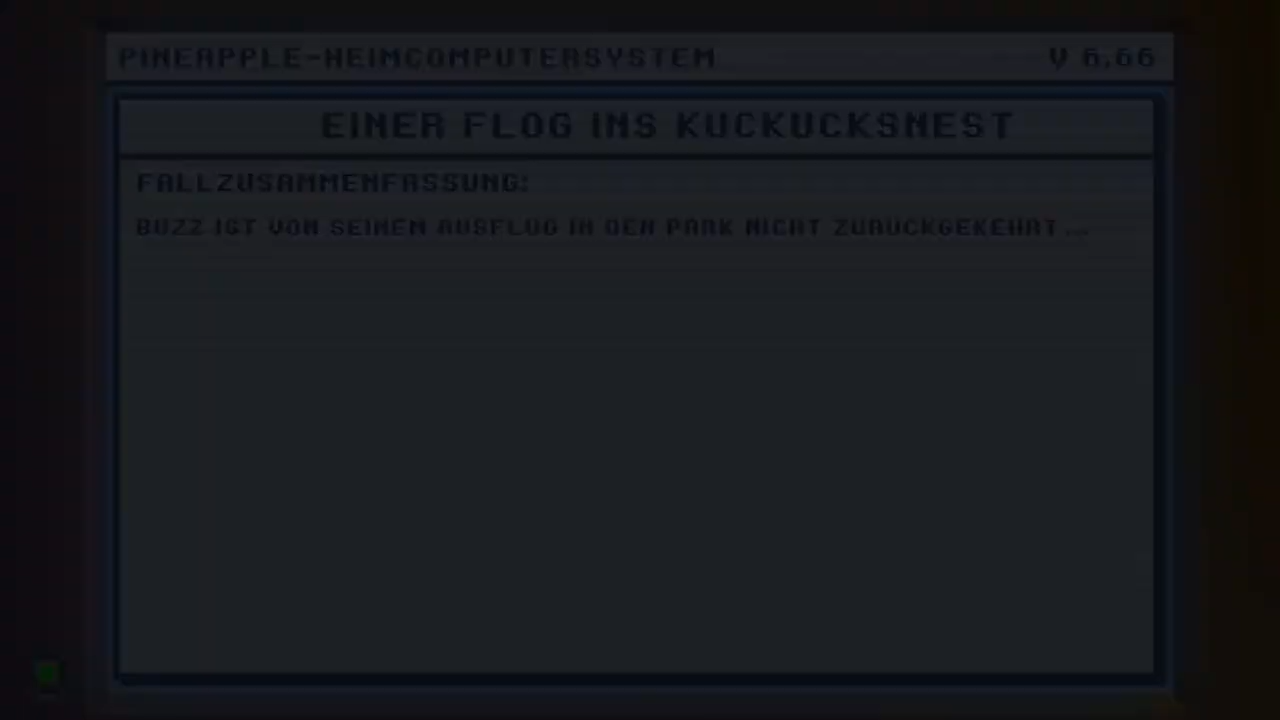 PINEAPPLE-HEIMCOMPUTERSYSTEM V 6.66
EINER FLOG INS KUCKUCKSNEST
FALLZUSAMMENFASSUNG:
BUZZ IST VON SEINEM AUSFLUG IN DEN PARK NICHT ZURÜCKGEKEHRT...